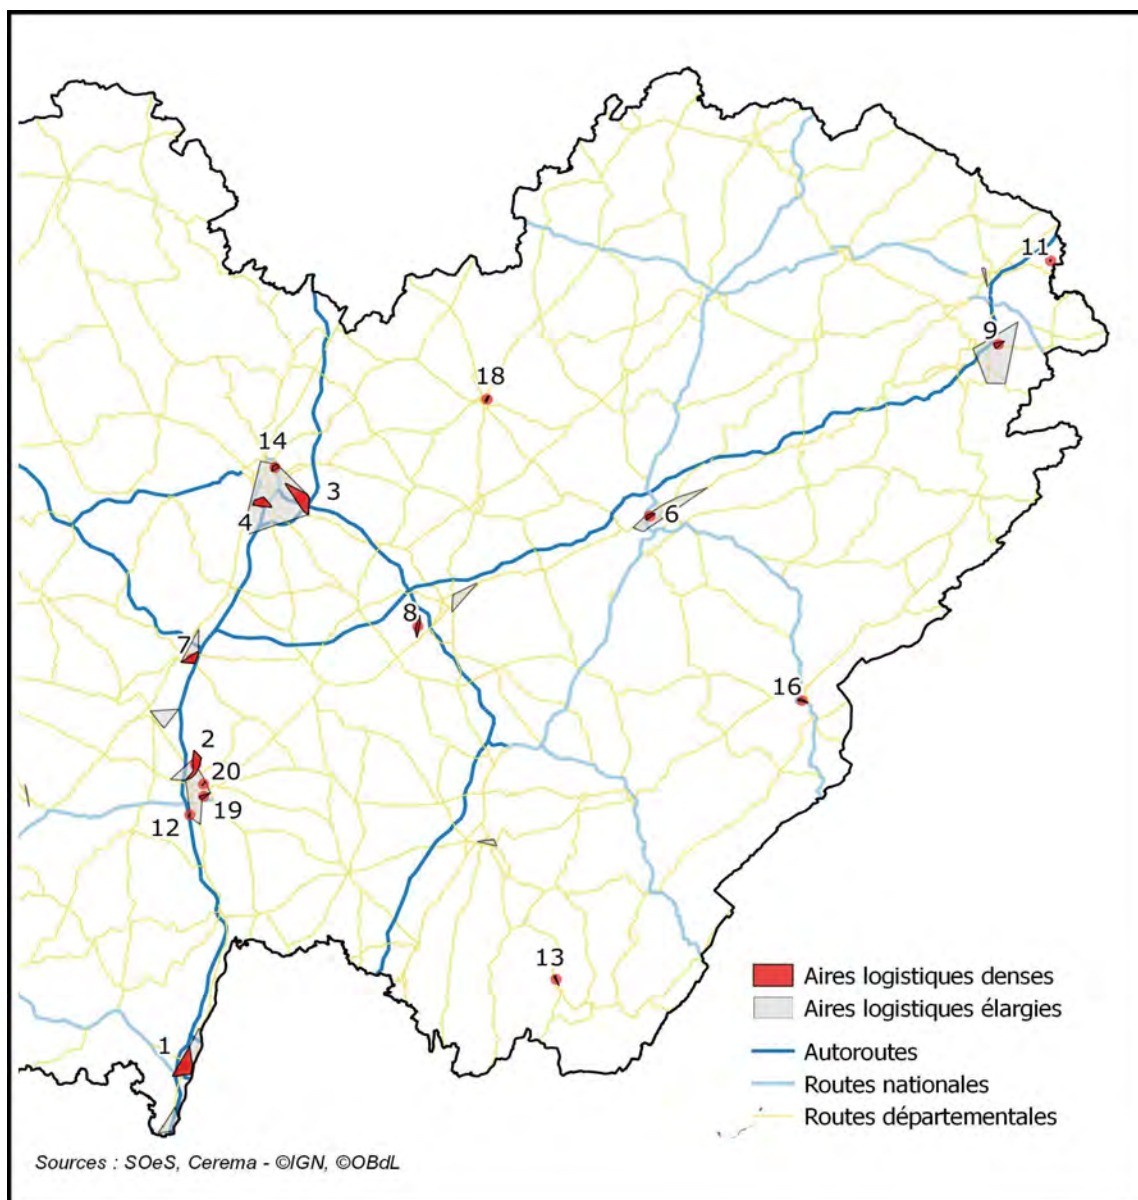 11
9
18
14
3
4
6
8
7
16
2
20
19
12
13
1
Aires logistiques denses
Aires logistiques élargies
Autoroutes
Routes nationales
Routes départementales
Sources : SOeS, Cerema - ©IGN, ©OBdL